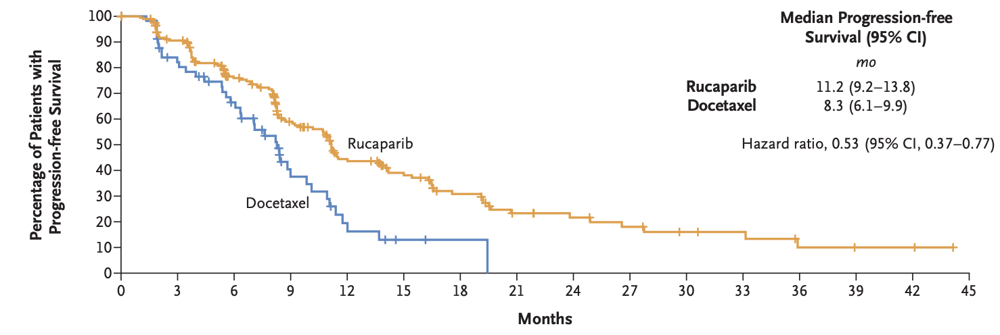 Percentage of Patients with
Progression-free Survival
100
90
80
70
60
50
40
30
20
10
0
0 3 6 9 12 15 18 21 24 27 30 33 36 39 42 45
Months
Rucaparib
Docetaxel
Median Progression-free
Survival (95% CI)
mo
Rucaparib 11.2 (9.2–13.8)
Docetaxel 8.3 (6.1–9.9)
Hazard ratio, 0.53 (95% CI, 0.37–0.77)